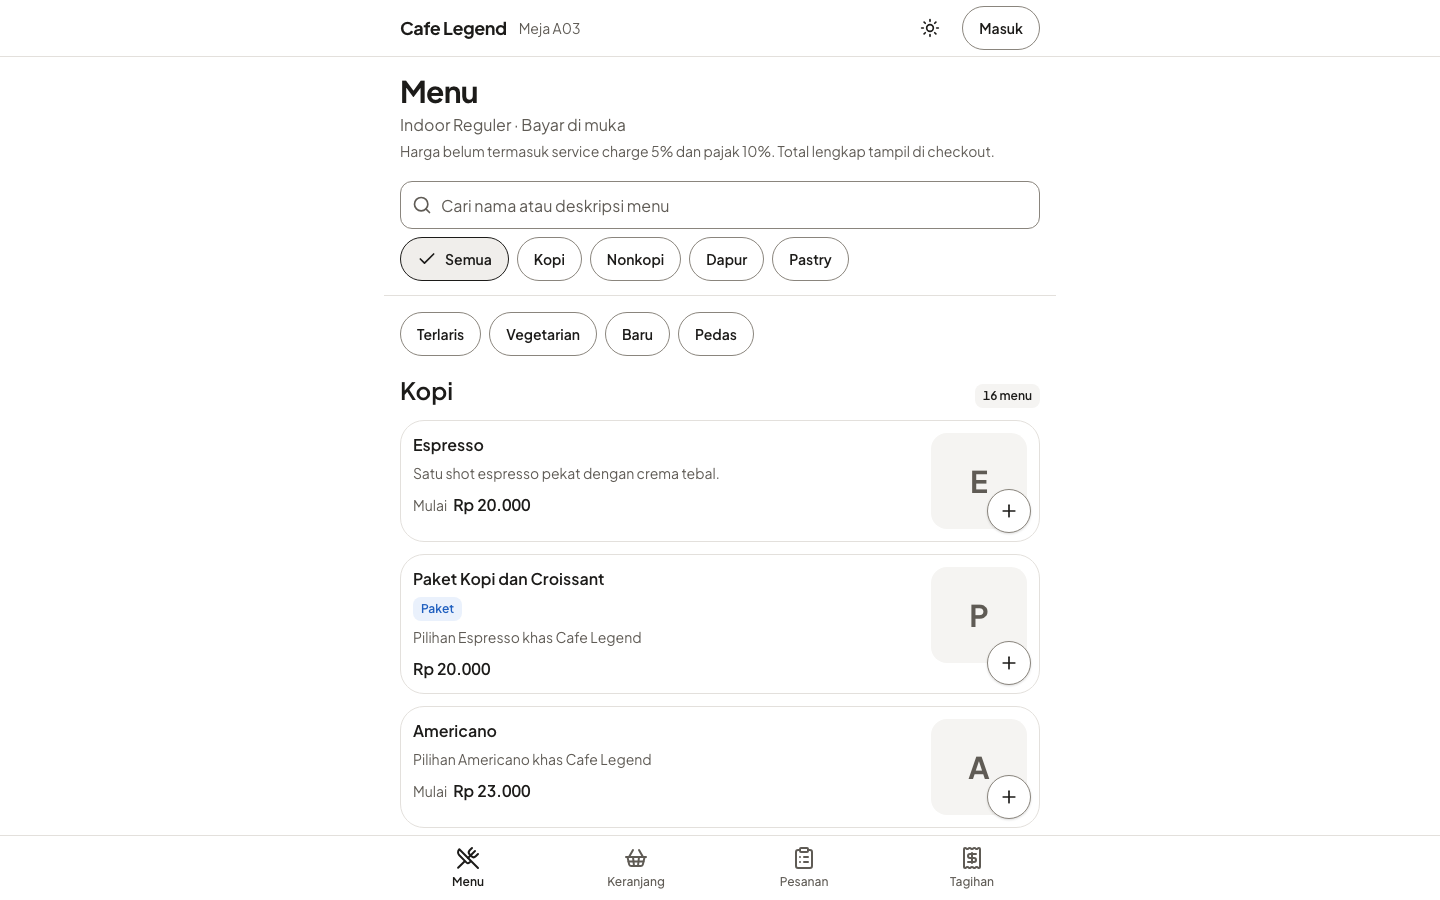 Cafe Legend Meja A03 Masuk
Menu
Indoor Reguler · Bayar di muka
Harga belum termasuk service charge 5% dan pajak 10%. Total lengkap tampil di checkout.
Cari nama atau deskripsi menu
Semua Kopi Nonkopi Dapur Pastry
Terlaris Vegetarian Baru Pedas
Kopi 16 menu
Espresso
Satu shot espresso pekat dengan crema tebal.
Mulai Rp 20.000
E
Paket Kopi dan Croissant
Paket
Pilihan Espresso khas Cafe Legend
Rp 20.000
P
Americano
Pilihan Americano khas Cafe Legend
Mulai Rp 23.000
A
Menu Keranjang Pesanan Tagihan